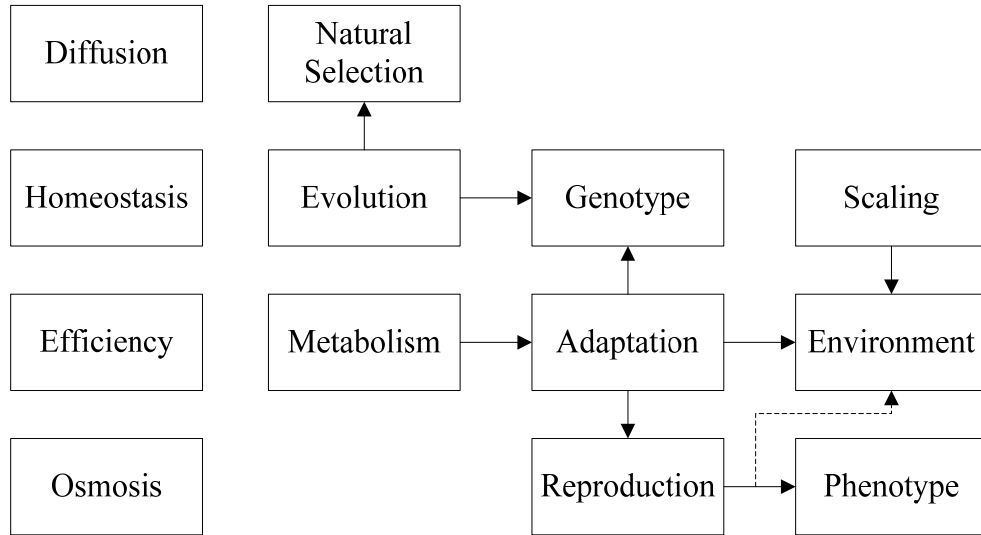 Diffusion
Natural
Selection
Homeostasis
Evolution
Genotype
Scaling
Efficiency
Metabolism
Adaptation
Environment
Osmosis
Reproduction
Phenotype